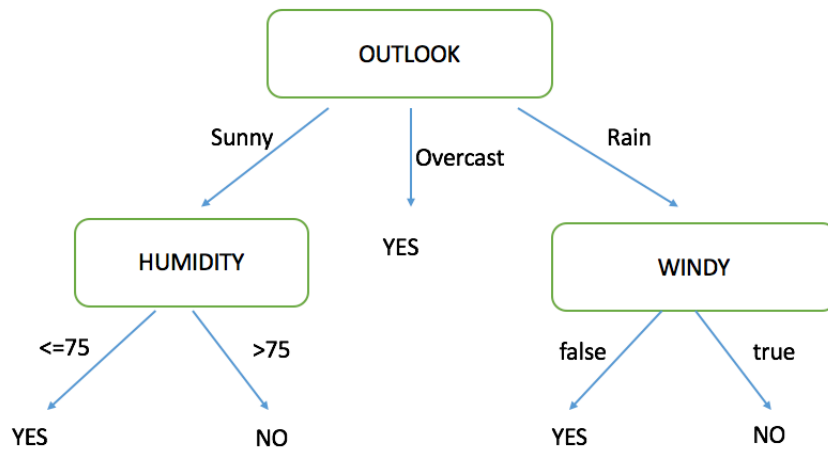 OUTLOOK
Sunny
Overcast
Rain
YES
HUMIDITY
WINDY
<=75
>75
false
true
YES
NO
YES
NO